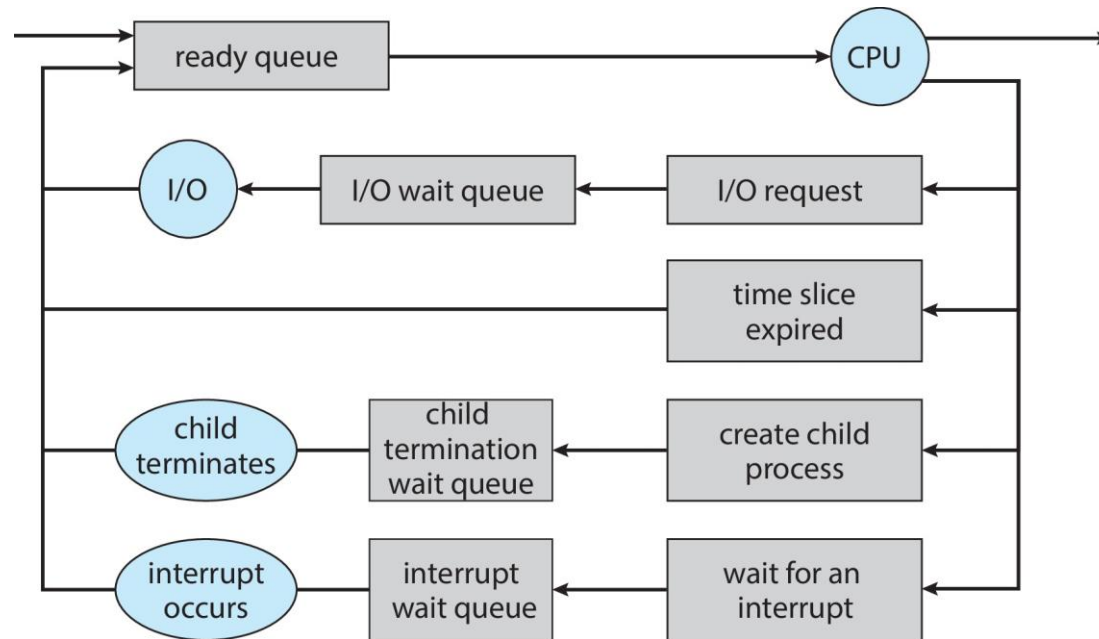 ready queue
CPU
I/O
I/O wait queue
I/O request
time slice
expired
child
terminates
child
termination
wait queue
create child
process
interrupt
occurs
interrupt
wait queue
wait for an
interrupt